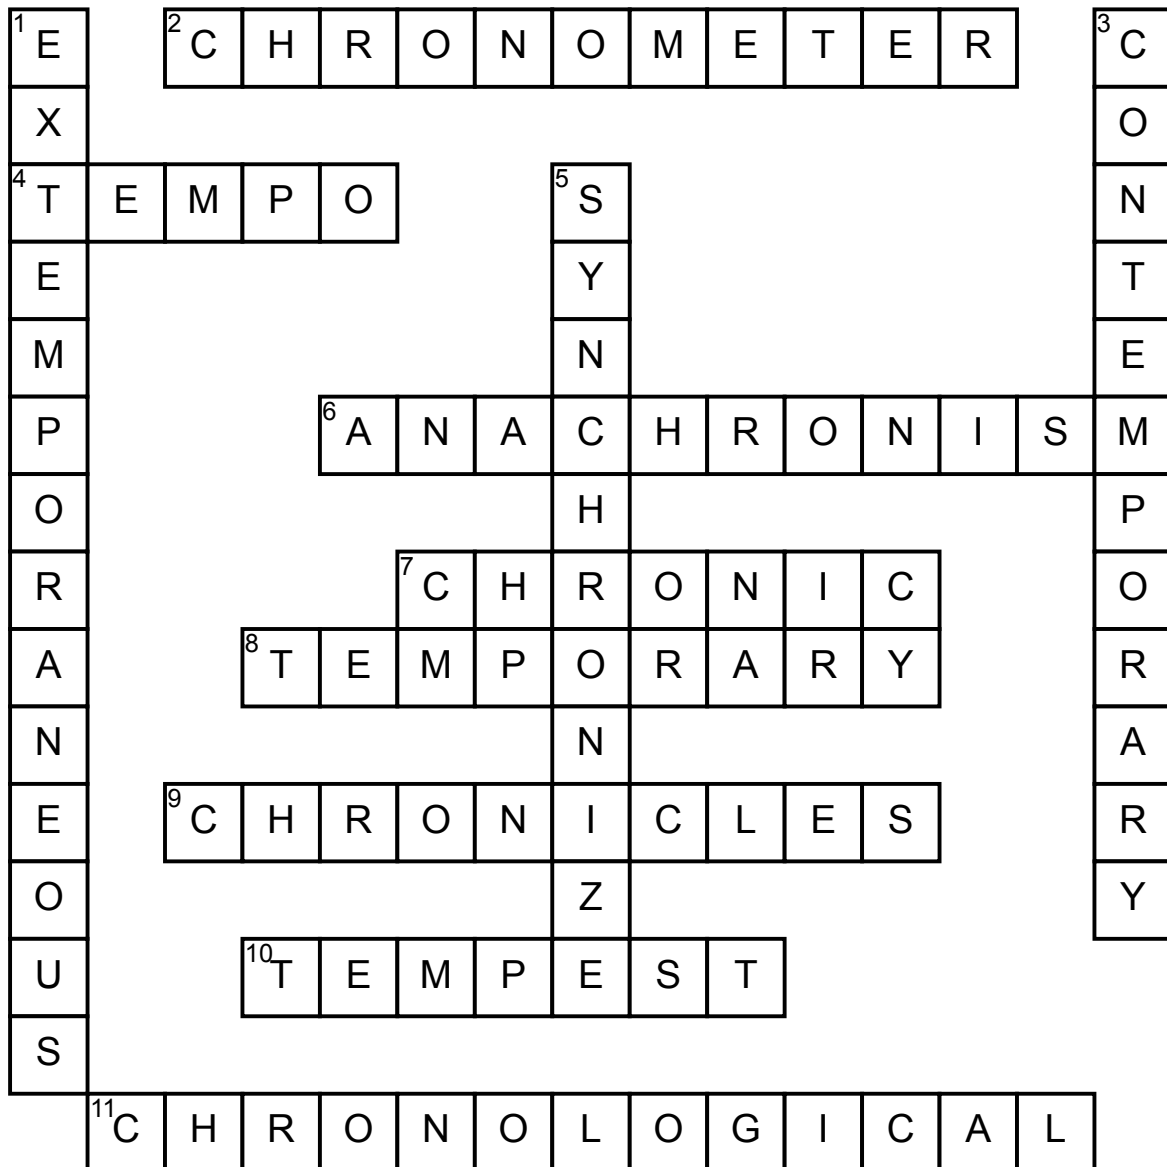 1 E 2 C H R O N O M E T E R 3 C
X O
4 T E M P O 5 S N
E Y T
M N E
P 6 A N A C H R O N I S M
O H P
R 7 C H R O N I C O
A 8 T E M P O R A R Y R
N N A
E 9 C H R O N I C L E S R
O Z Y
U 10 T E M P E S T
S
11 C H R O N O L O G I C A L